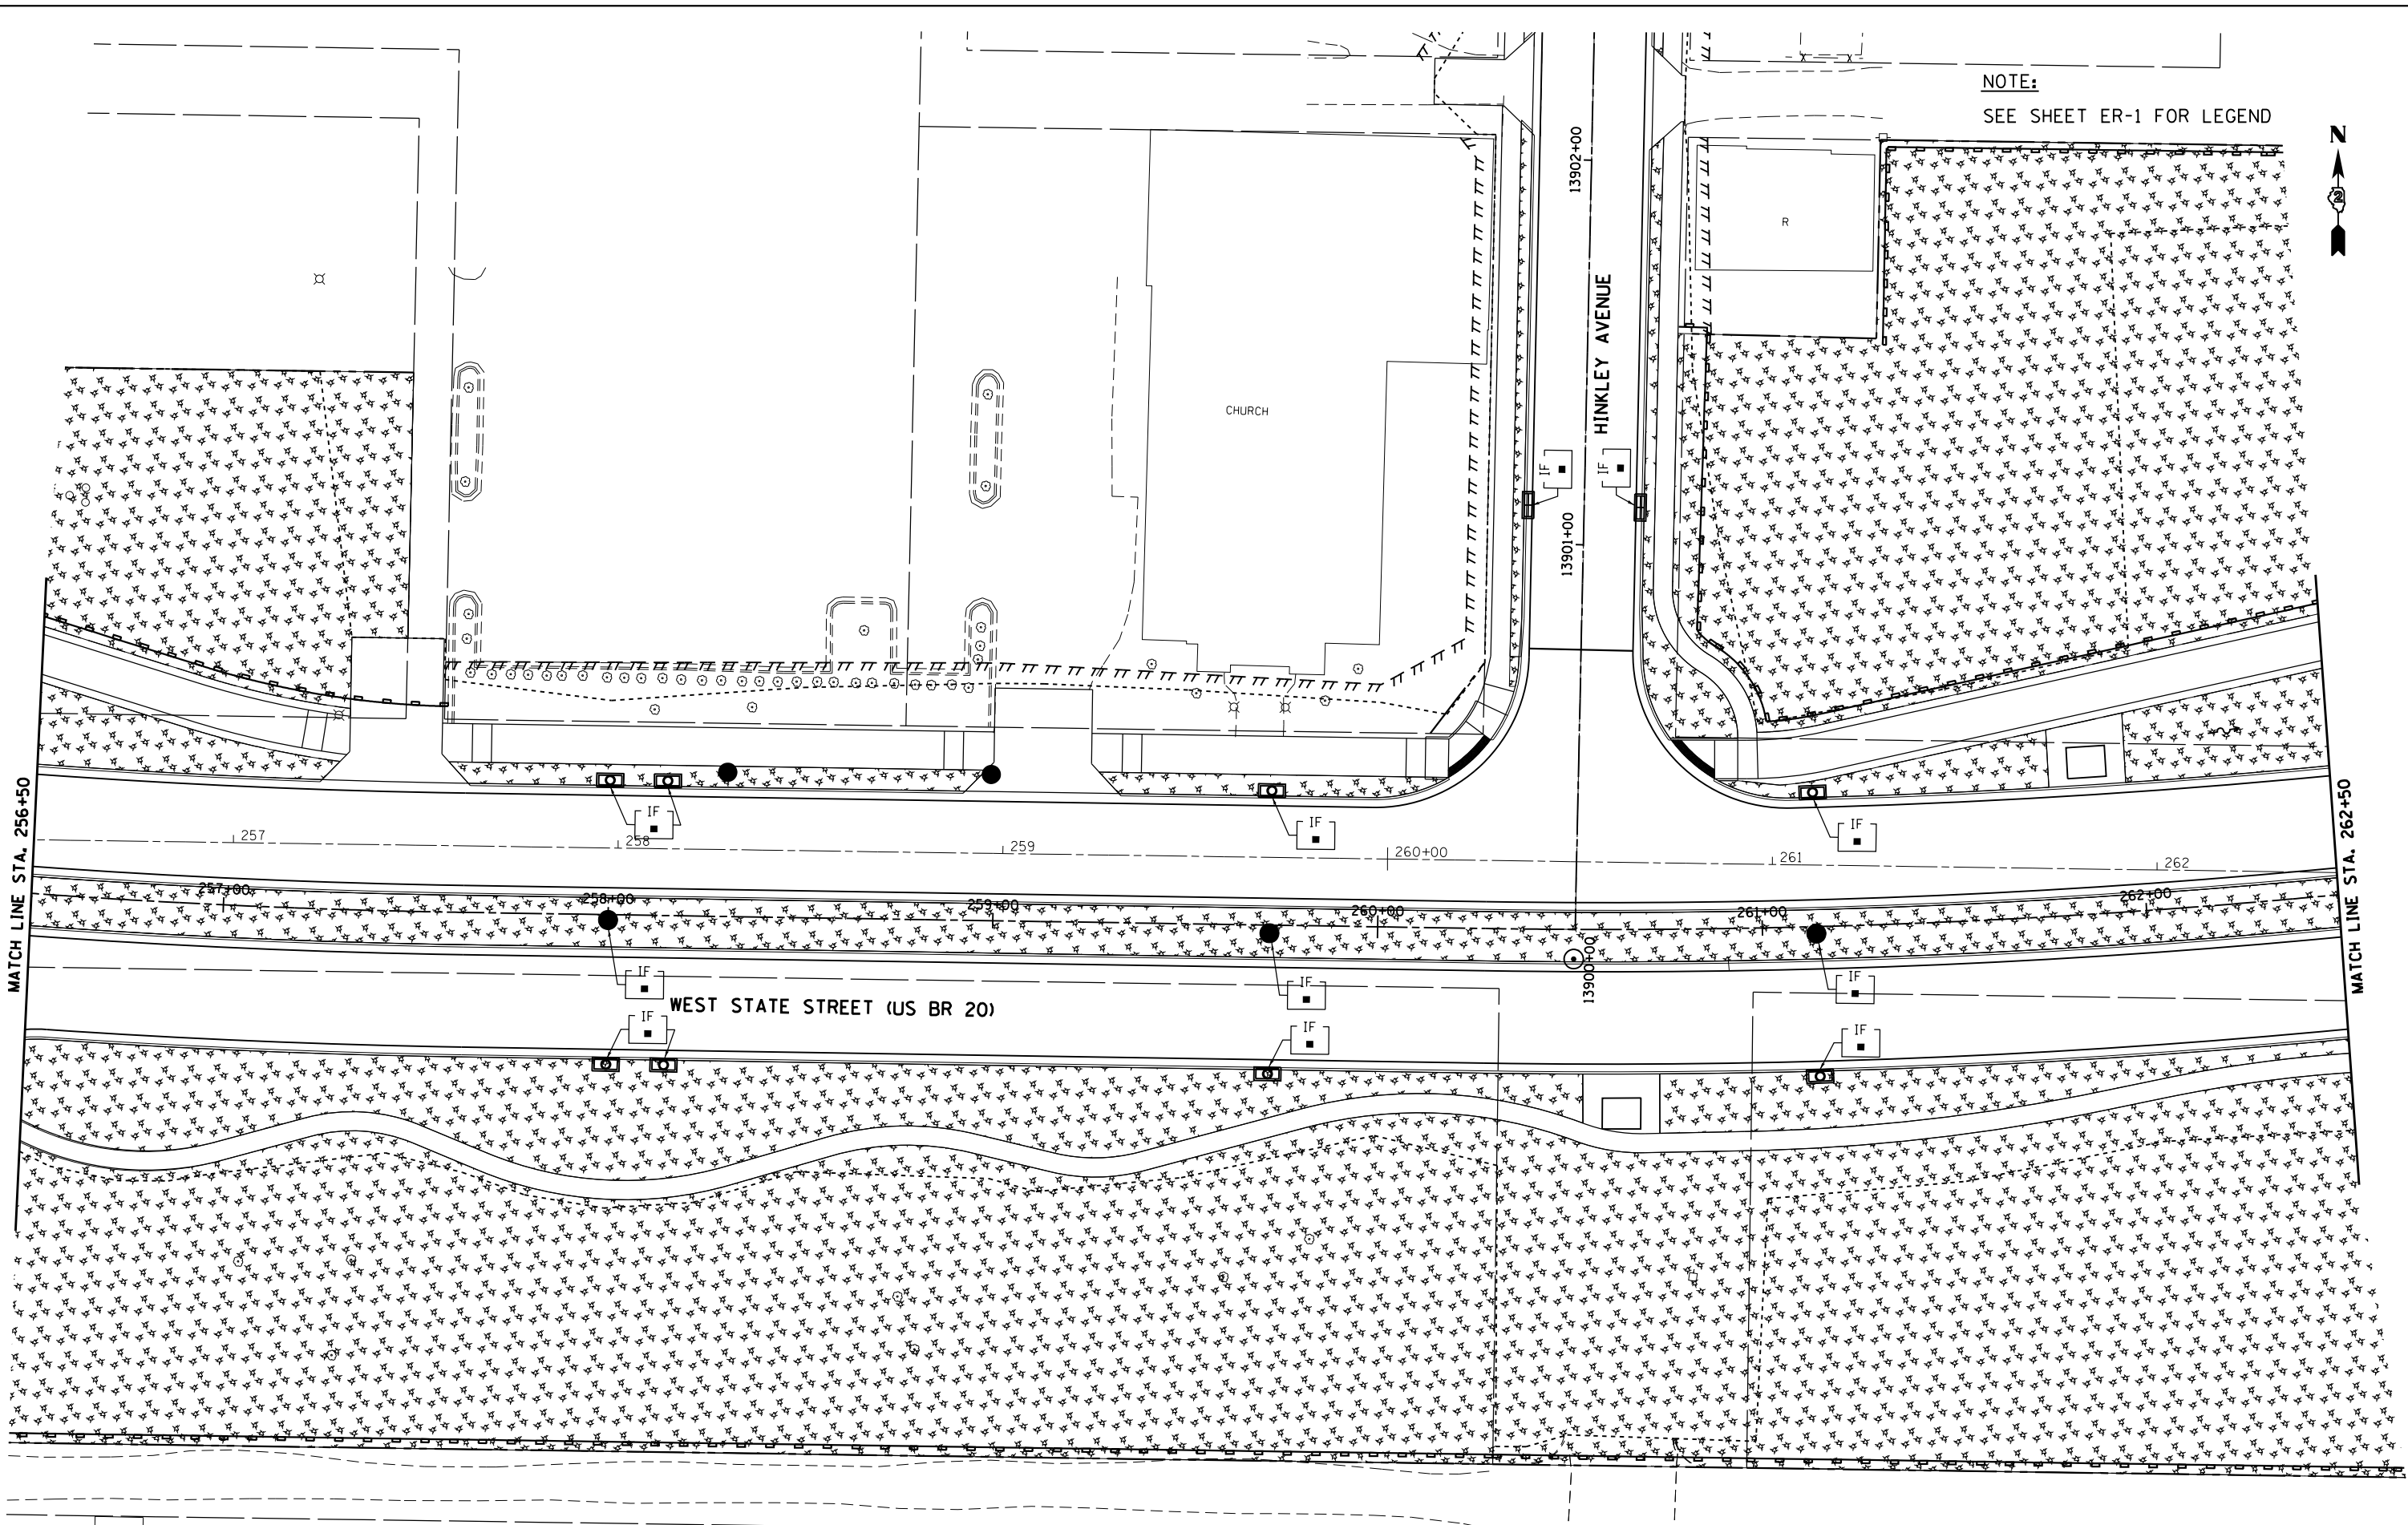 NOTE:
SEE SHEET ER-1 FOR LEGEND
N
2
13902+00
R
HINKLEY AVENUE
CHURCH
IF
IF
13901+00
MATCH LINE STA. 256+50
MATCH LINE STA. 262+50
IF
IF
IF
257
258
259
260+00
261
262
257+00
258+00
259+00
260+00
261+00
262+00
13900+00
IF
IF
IF
WEST STATE STREET (US BR 20)
IF
IF
IF